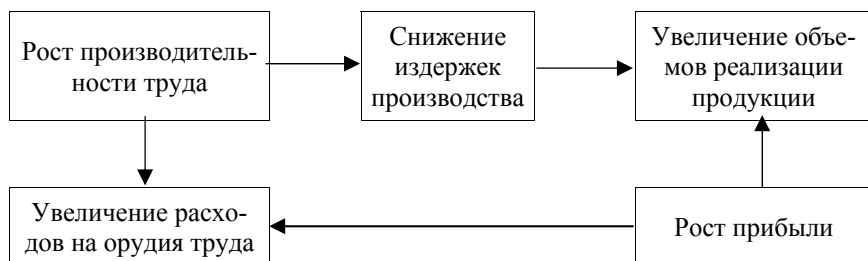 Рост производитель-
ности труда
Снижение
издержек
производства
Увеличение объе-
мов реализации
продукции
Увеличение расхо-
дов на орудия труда
Рост прибыли